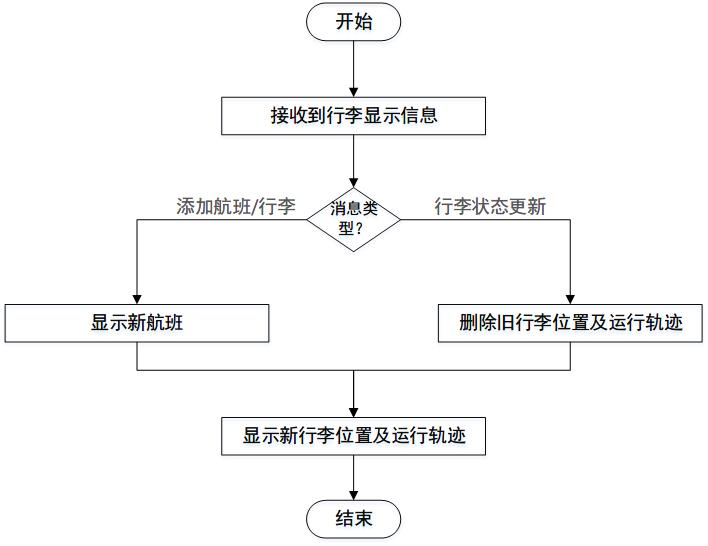 开始
接收到行李显示信息
添加航班/行李
消息类
型?
行李状态更新
显示新航班
删除旧行李位置及运行轨迹
显示新行李位置及运行轨迹
结束